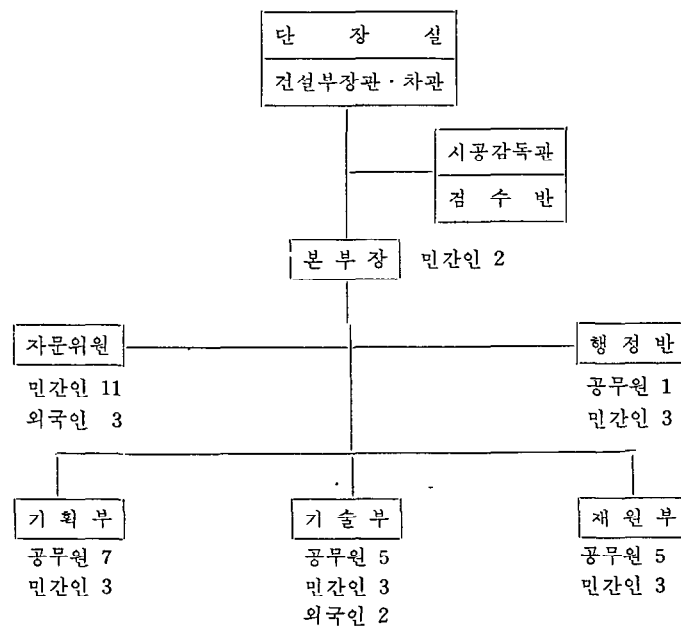 단 장 실
건설부장관·차관
시공감독관
검 수 반
본 부 장 민간인 2
자문위원
민간인 11
외국인 3
행 정 반
공무원 1
민간인 3
기 획 부
공무원 7
민간인 3
기 술 부
공무원 5
민간인 3
외국인 2
재 원 부
공무원 5
민간인 3